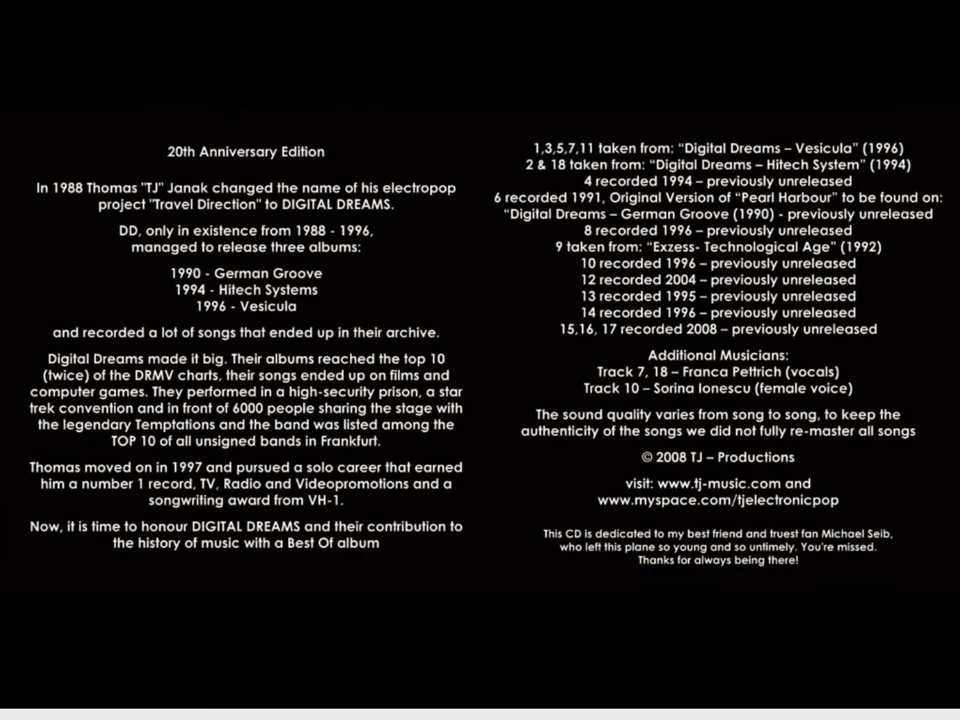 20th Anniversary Edition
In 1988 Thomas "TJ" Janak changed the name of his electropop
project "Travel Direction" to DIGITAL DREAMS.
DD, only in existence from 1988 - 1996,
managed to release three albums:
1990 - German Groove
1994 - Hitech Systems
1996 - Vesicula
and recorded a lot of songs that ended up in their archive.
Digital Dreams made it big. Their albums reached the top 10
(twice) of the DRMV charts, their songs ended up on films and
computer games. They performed in a high-security prison, a star
trek convention and in front of 6000 people sharing the stage with
the legendary Temptations and the band was listed among the
TOP 10 of all unsigned bands in Frankfurt.
Thomas moved on in 1997 and pursued a solo career that earned
him a number 1 record, TV, Radio and Videopromotions and a
songwriting award from VH-1.
Now, it is time to honour DIGITAL DREAMS and their contribution to
the history of music with a Best Of album
1,3,5,7,11 taken from: “Digital Dreams – Vesicula” (1996)
2 & 18 taken from: “Digital Dreams – Hitech System” (1994)
4 recorded 1994 – previously unreleased
6 recorded 1991, Original Version of “Pearl Harbour” to be found on:
“Digital Dreams – German Groove (1990) - previously unreleased
8 recorded 1996 – previously unreleased
9 taken from: “Exzess- Technological Age” (1992)
10 recorded 1996 – previously unreleased
12 recorded 2004 – previously unreleased
13 recorded 1995 – previously unreleased
14 recorded 1996 – previously unreleased
15,16, 17 recorded 2008 – previously unreleased
Additional Musicians:
Track 7, 18 – Franca Pettrich (vocals)
Track 10 – Sorina Ionescu (female voice)
The sound quality varies from song to song, to keep the
authenticity of the songs we did not fully re-master all songs
© 2008 TJ – Productions
visit: www.tj-music.com and
www.myspace.com/tjelectronicpop
This CD is dedicated to my best friend and truest fan Michael Seib,
who left this plane so young and so untimely. You're missed.
Thanks for always being there!